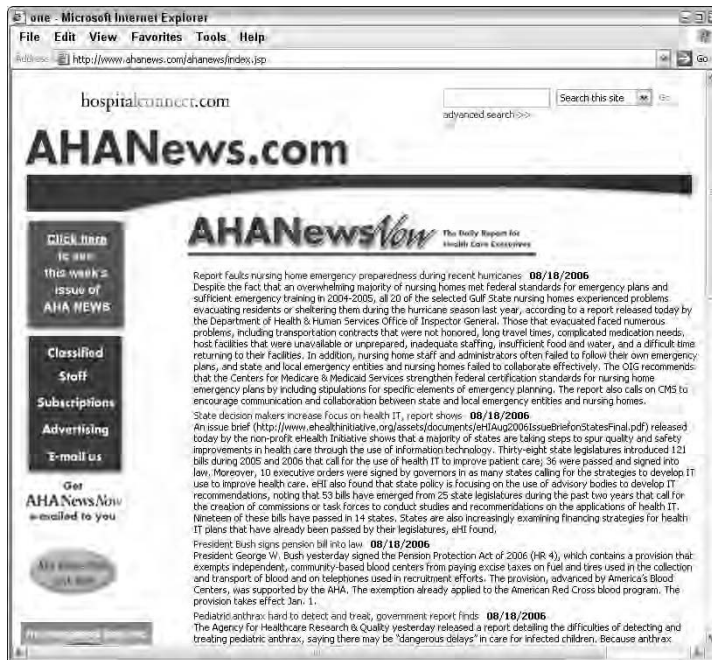 one - Microsoft Internet Explorer
File Edit View Favorites Tools Help
Address http://www.ahanews.com/ahanews/index.jsp Go
hospitalconnect.com
Search this site Go
advanced search >>
AHANews.com
Click here
to see
this week's
issue of
AHA NEWS
Classified
Staff
Subscriptions
Advertising
E-mail us
Get
AHANewsNow
e-mailed to you
AHANewsNow The Daily Report for
Health Care Executives
Report faults nursing home emergency preparedness during recent hurricanes 08/18/2006
Despite the fact that an overwhelming majority of nursing homes met federal standards for emergency plans and
sufficient emergency training in 2004-2005, all 20 of the selected Gulf State nursing homes experienced problems
evacuating residents or sheltering them during the hurricane season last year, according to a report released today by
the Department of Health & Human Services Office of Inspector General. Those that evacuated faced numerous
problems, including transportation contracts that were not honored, long travel times, complicated medication needs,
host facilities that were unavailable or unprepared, inadequate staffing, insufficient food and water, and a difficult time
returning to their facilities. In addition, nursing home staff and administrators often failed to follow their own emergency
plans, and state and local emergency entities and nursing homes failed to collaborate effectively. The OIG recommends
that the Centers for Medicare & Medicaid Services strengthen federal certification standards for nursing home
emergency plans by including stipulations for specific elements of emergency planning. The report also calls on CMS to
encourage communication and collaboration between state and local emergency entities and nursing homes.
State decision makers increase focus on health IT, report shows 08/18/2006
An issue brief (http://www.ehealthinitiative.org/assets/documents/eHIAug2006IssueBriefonStatesFinal.pdf) released
today by the non-profit eHealth Initiative shows that a majority of states are taking steps to spur quality and safety
improvements in health care through the use of information technology. Thirty-eight state legislatures introduced 121
bills during 2005 and 2006 that call for the use of health IT to improve patient care; 36 were passed and signed into
law. Moreover, 10 executive orders were signed by governors in as many states calling for the strategies to develop IT
use to improve health care. eHI also found that state policy is focusing on the use of advisory bodies to develop IT
recommendations, noting that 53 bills have emerged from 25 state legislatures during the past two years that call for
the creation of commissions or task forces to conduct studies and recommendations on the applications of health IT.
Nineteen of these bills have passed in 14 states. States are also increasingly examining financing strategies for health
IT plans that have already been passed by their legislatures, eHI found.
President Bush signs pension bill into law 08/18/2006
President George W. Bush yesterday signed the Pension Protection Act of 2006 (HR 4), which contains a provision that
exempts independent, community-based blood centers from paying excise taxes on fuel and tires used in the collection
and transport of blood and on telephones used in recruitment efforts. The provision, advanced by America's Blood
Centers, was supported by the AHA. The exemption already applied to the American Red Cross blood program. The
provision takes effect Jan. 1.
Pediatric anthrax hard to detect and treat, government report finds 08/18/2006
The Agency for Healthcare Research & Quality yesterday released a report detailing the difficulties of detecting and
treating pediatric anthrax, saying there may be "dangerous delays" in care for infected children. Because anthrax